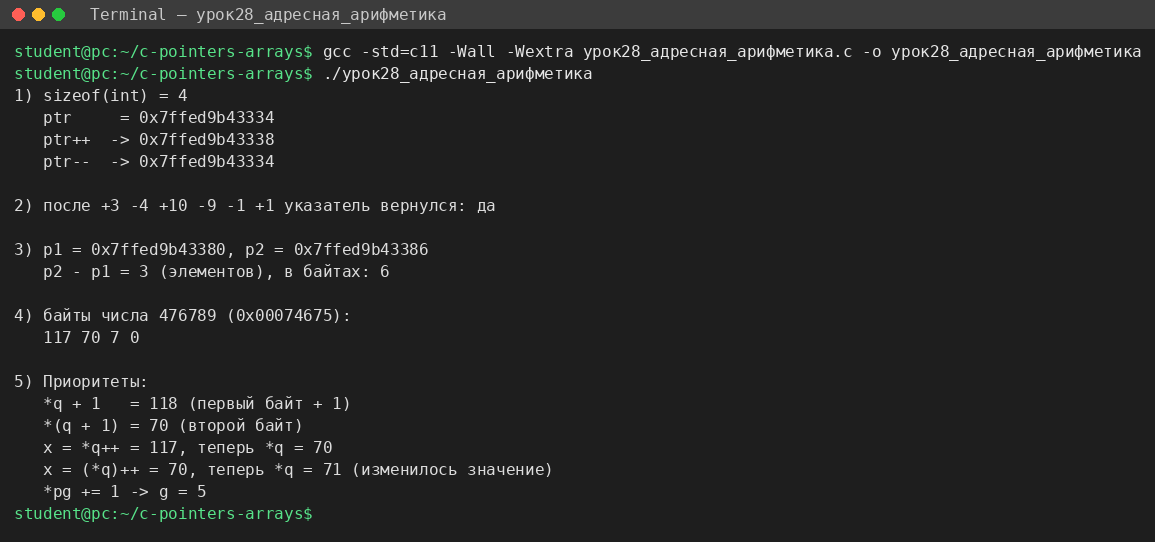 Terminal — урок28_адресная_арифметика
student@pc:~/c-pointers-arrays$ gcc -std=c11 -Wall -Wextra урок28_адресная_арифметика.c -o урок28_адресная_арифметика
student@pc:~/c-pointers-arrays$ ./урок28_адресная_арифметика
1) sizeof(int) = 4
   ptr     = 0x7ffed9b43334
   ptr++  -> 0x7ffed9b43338
   ptr--  -> 0x7ffed9b43334
2) после +3 -4 +10 -9 -1 +1 указатель вернулся: да
3) p1 = 0x7ffed9b43380, p2 = 0x7ffed9b43386
   p2 - p1 = 3 (элементов), в байтах: 6
4) байты числа 476789 (0x00074675):
   117 70 7 0
5) Приоритеты:
   *q + 1   = 118 (первый байт + 1)
   *(q + 1) = 70 (второй байт)
   x = *q++ = 117, теперь *q = 70
   x = (*q)++ = 70, теперь *q = 71 (изменилось значение)
   *pg += 1 -> g = 5
student@pc:~/c-pointers-arrays$